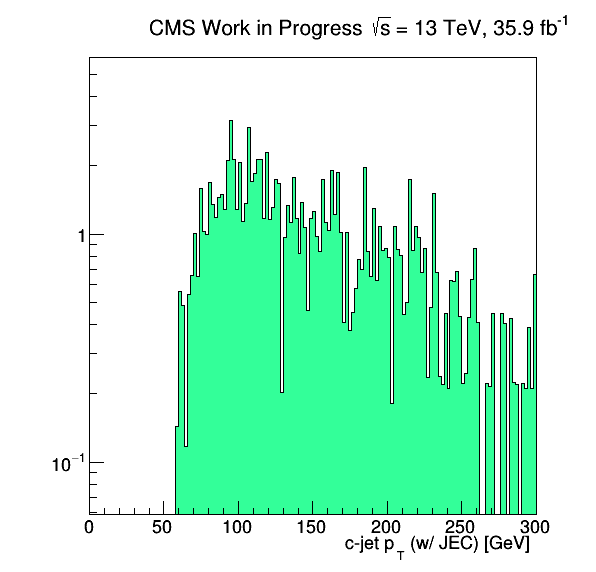 CMS Work in Progress √s = 13 TeV, 35.9 fb⁻¹
1
10⁻¹
0 50 100 150 200 250 300
c-jet p_T (w/ JEC) [GeV]